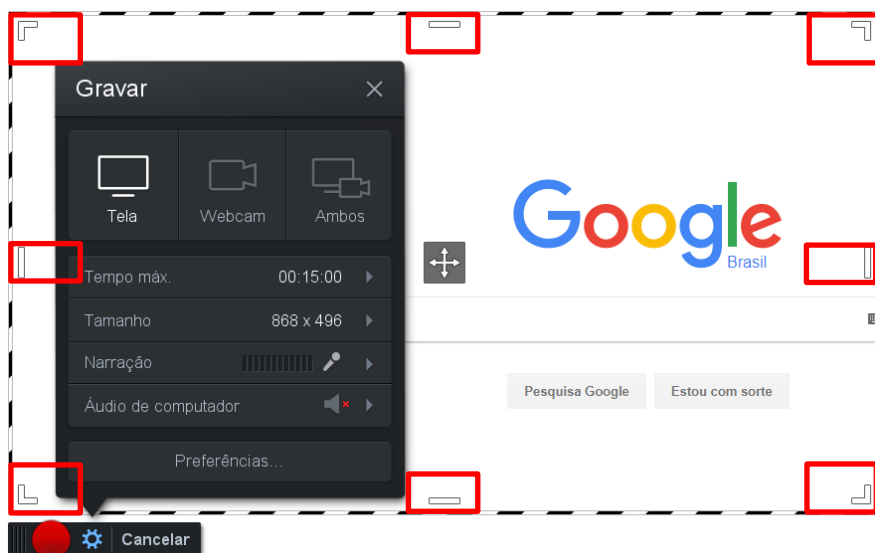 Gravar
Tela Webcam Ambos
Google
Brasil
Tempo máx. 00:15:00
Tamanho 868 x 496
Narração
Áudio de computador
Pesquisa Google Estou com sorte
Preferências...
Cancelar